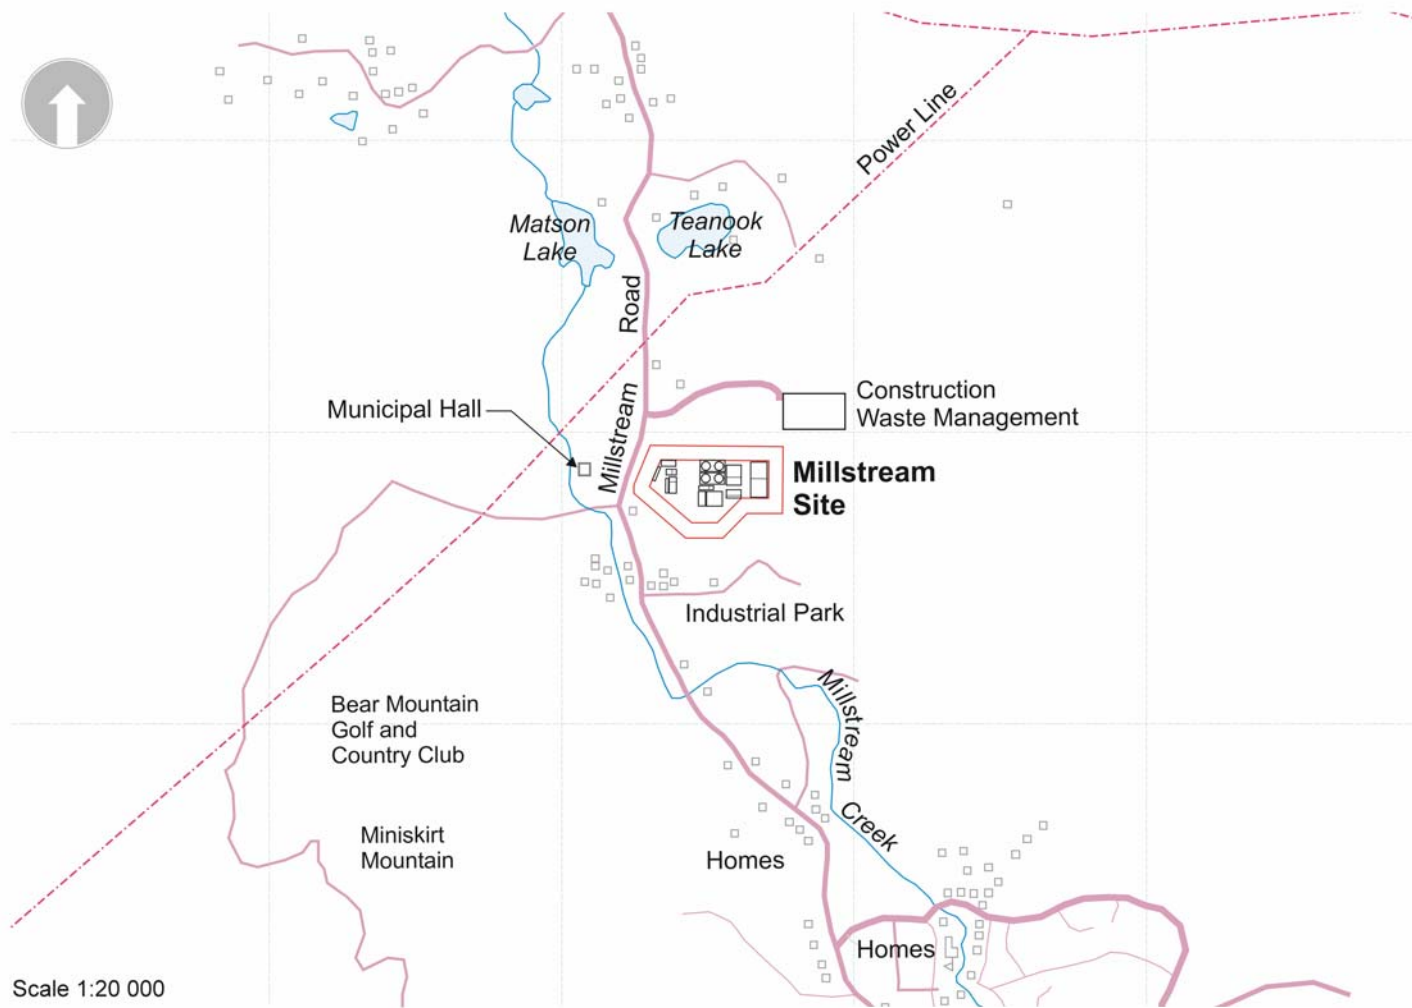 Power Line
Matson
Lake
Teanook
Lake
Road
Millstream
Municipal Hall
Construction
Waste Management
Millstream
Site
Industrial Park
Millstream
Creek
Bear Mountain
Golf and
Country Club
Miniskirt
Mountain
Homes
Homes
Scale 1:20 000